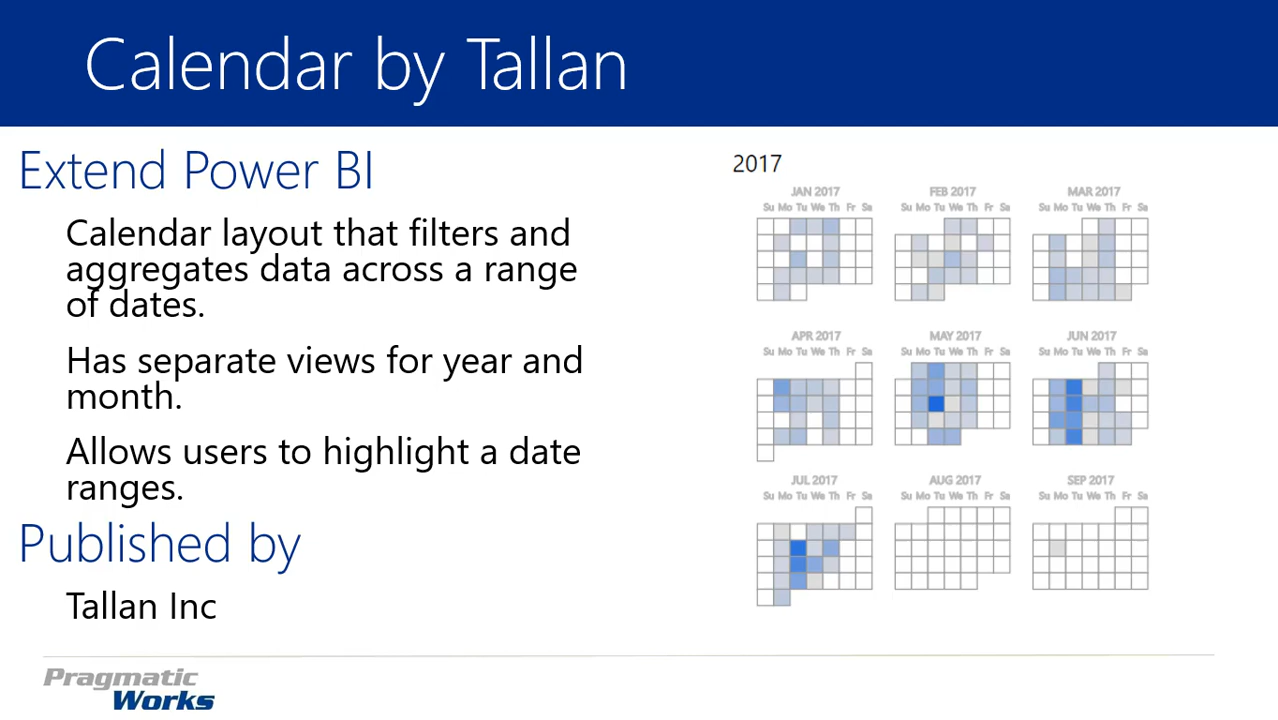 Calendar by Tallan
Extend Power BI
Calendar layout that filters and
aggregates data across a range
of dates.
Has separate views for year and
month.
Allows users to highlight a date
ranges.
Published by
Tallan Inc
2017
JAN 2017 FEB 2017 MAR 2017
Su Mo Tu We Th Fr Sa Su Mo Tu We Th Fr Sa Su Mo Tu We Th Fr Sa
APR 2017 MAY 2017 JUN 2017
Su Mo Tu We Th Fr Sa Su Mo Tu We Th Fr Sa Su Mo Tu We Th Fr Sa
JUL 2017 AUG 2017 SEP 2017
Su Mo Tu We Th Fr Sa Su Mo Tu We Th Fr Sa Su Mo Tu We Th Fr Sa
Pragmatic
Works